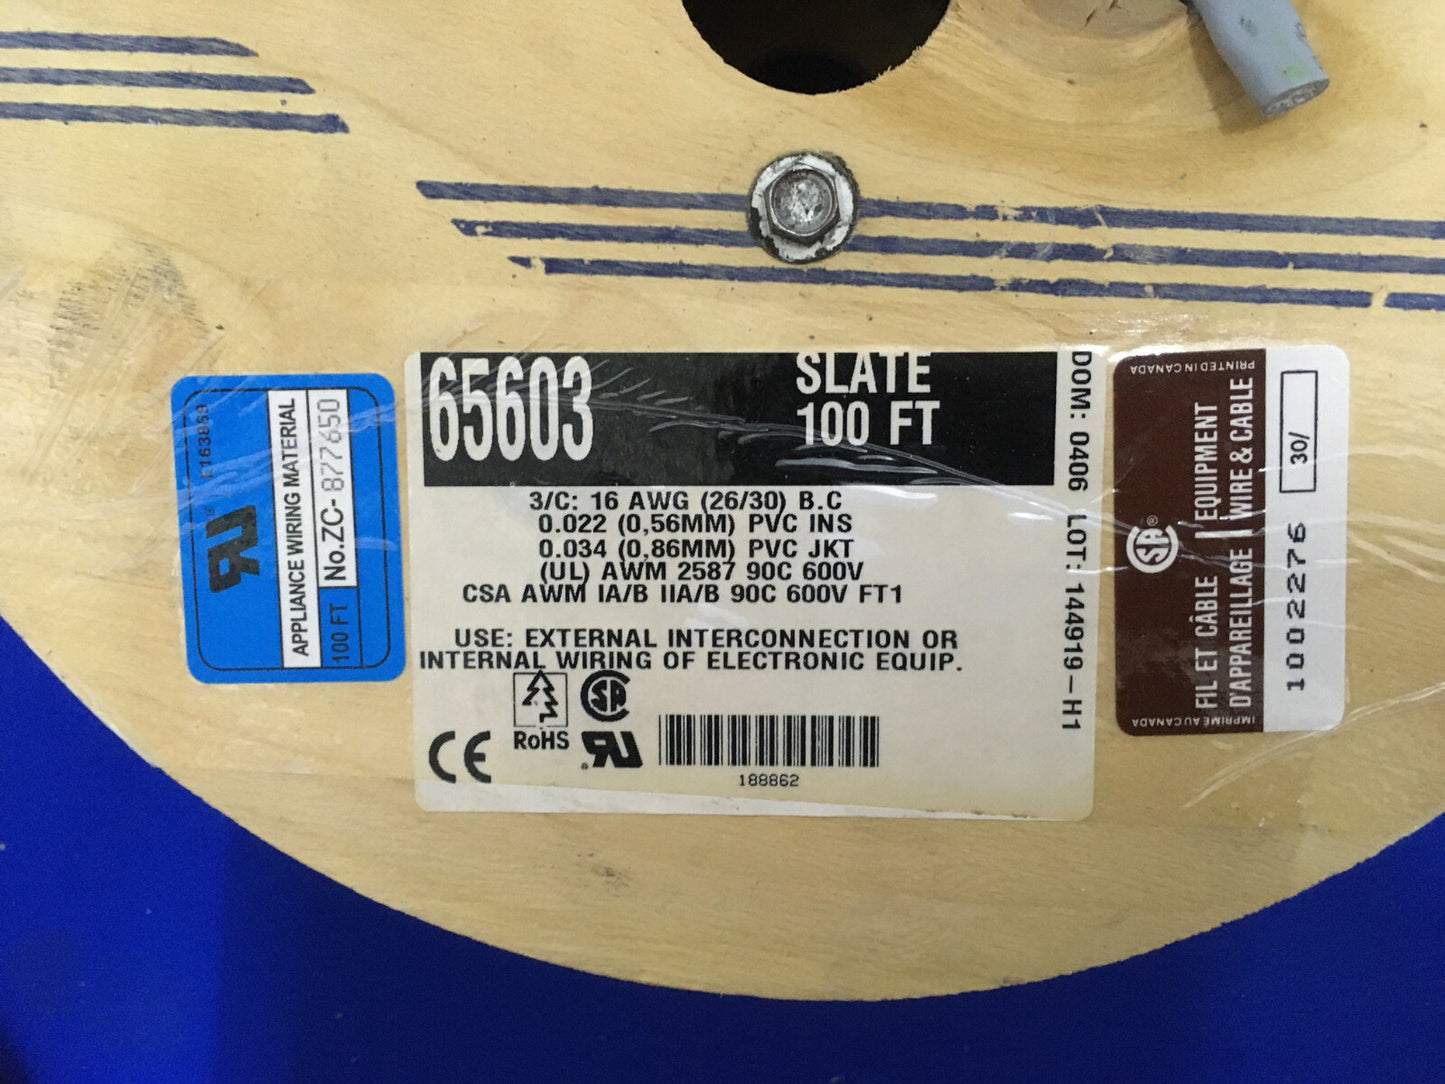 E163869
APPLIANCE WIRING MATERIAL
100 FT No.ZC-877650
65603
SLATE
100 FT
3/C: 16 AWG (26/30) B.C
0.022 (0,56MM) PVC INS
0.034 (0,86MM) PVC JKT
(UL) AWM 2587 90C 600V
CSA AWM IA/B IIA/B 90C 600V FT1
USE: EXTERNAL INTERCONNECTION OR
INTERNAL WIRING OF ELECTRONIC EQUIP.
RoHS
CE
188862
DOM: 0406 LOT: 144919-H1
PRINTED IN CANADA
IMPRIMÉ AU CANADA
FIL ET CÂBLE EQUIPMENT
D'APPAREILLAGE WIRE & CABLE
1002276
30/